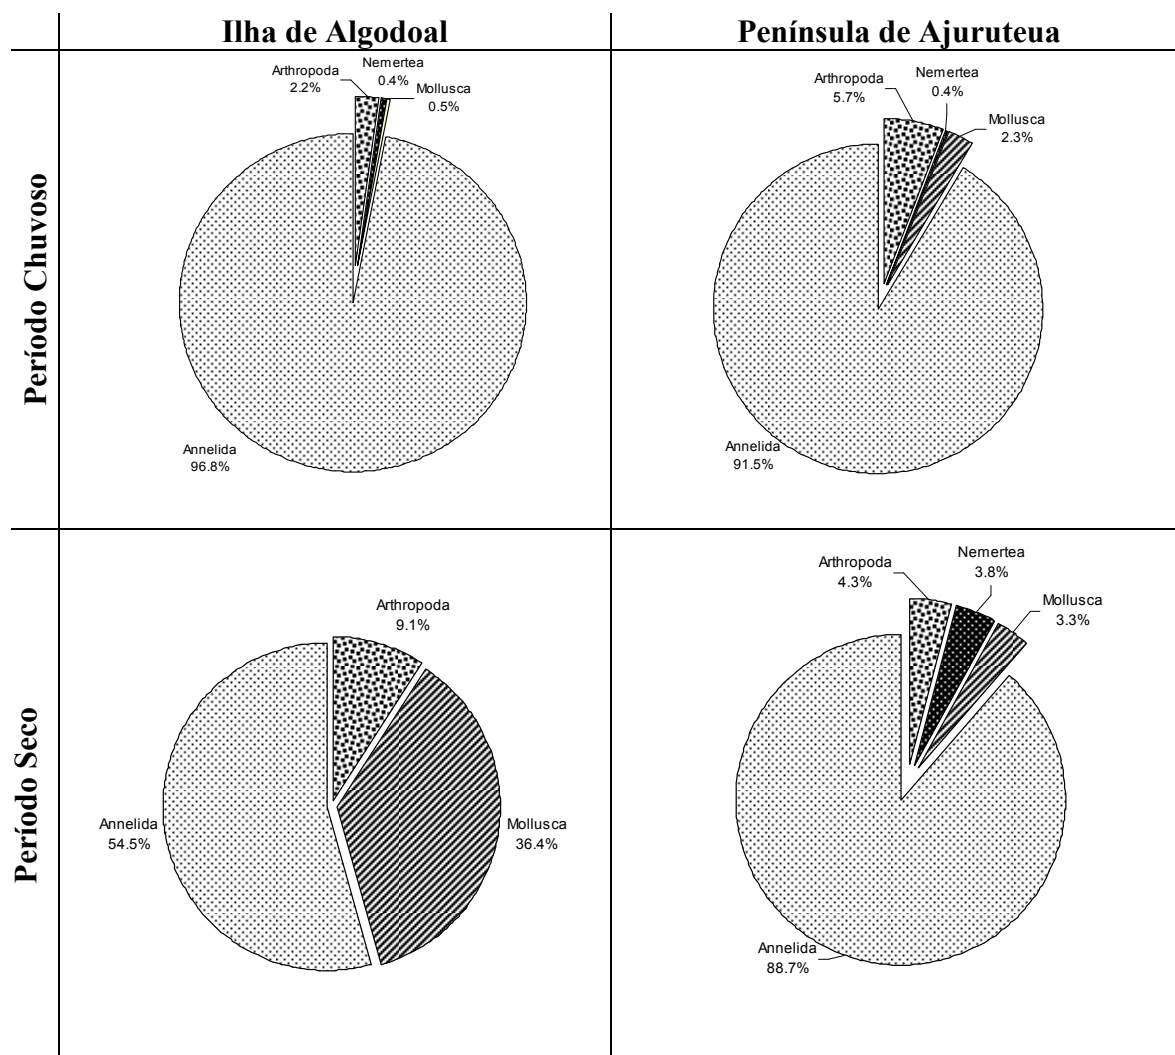 Ilha de Algodoal
Península de Ajuruteua
Período Chuvoso
Arthropoda
2.2%
Nemertea
0.4%
Mollusca
0.5%
Annelida
96.8%
Arthropoda
5.7%
Nemertea
0.4%
Mollusca
2.3%
Annelida
91.5%
Período Seco
Arthropoda
9.1%
Mollusca
36.4%
Annelida
54.5%
Arthropoda
4.3%
Nemertea
3.8%
Mollusca
3.3%
Annelida
88.7%